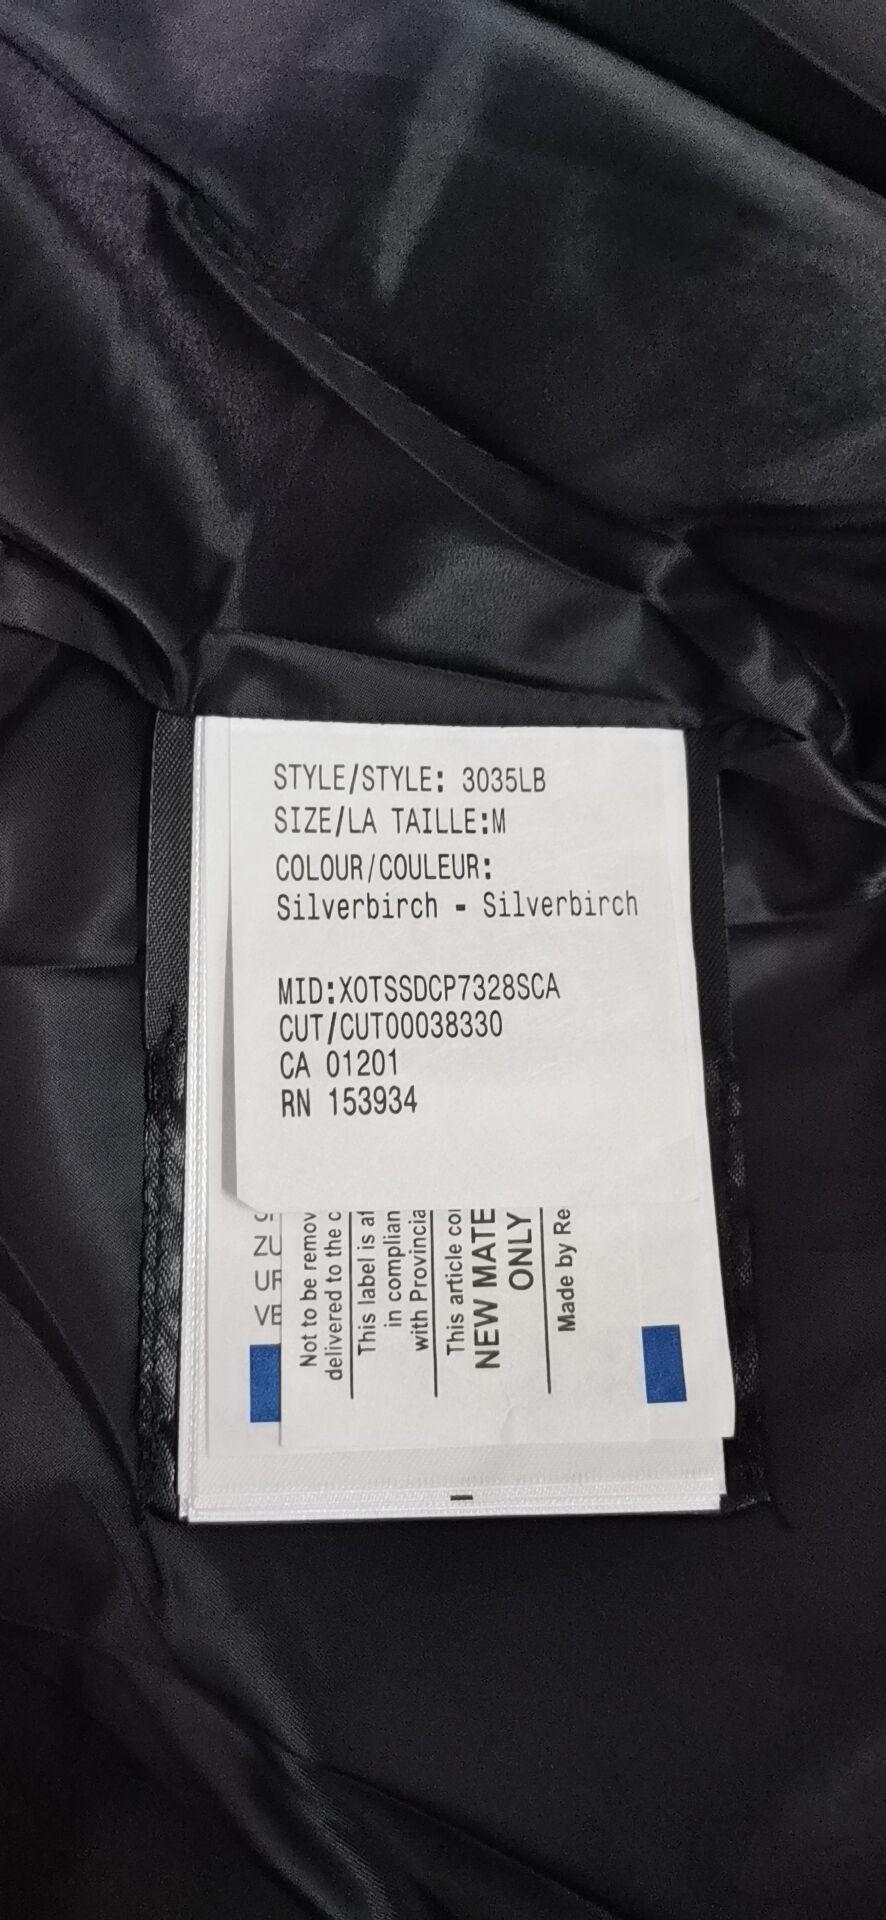 STYLE/STYLE: 3035LB
SIZE/LA TAILLE:M
COLOUR/COULEUR:
Silverbirch - Silverbirch
MID:XOTSSDCP7328SCA
CUT/CUT00038330
CA 01201
RN 153934
ZU
UR
VE
Not to be remov
delivered to the c
This label is af
in complian
with Provincia
This article co
NEW MATE
ONLY
Made by Re